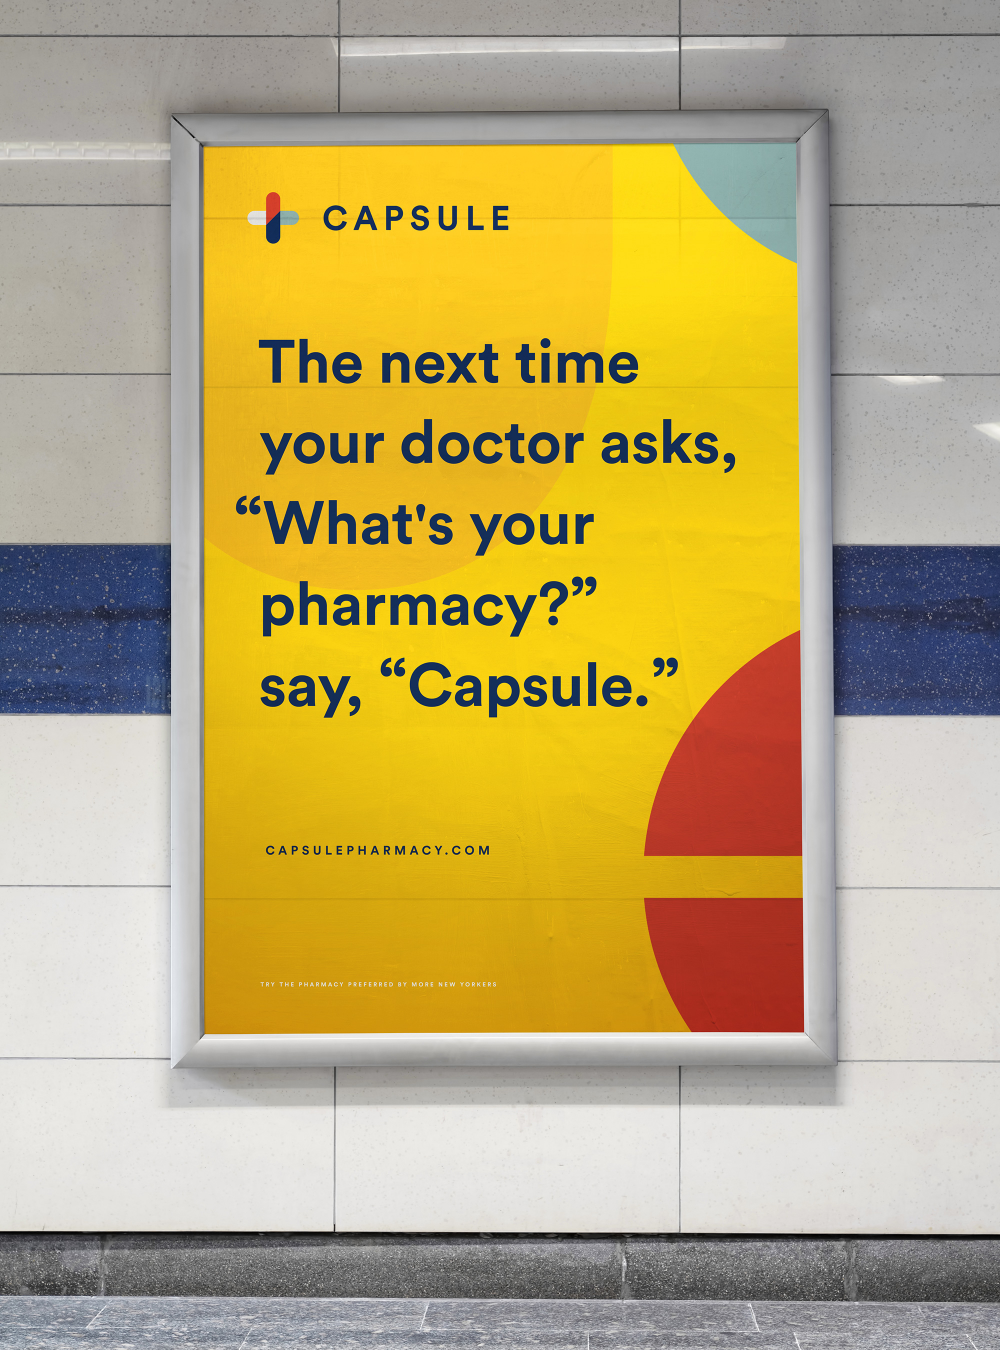 CAPSULE
The next time
your doctor asks,
“What's your
pharmacy?”
say, “Capsule.”
CAPSULEPHARMACY.COM
TRY THE PHARMACY PREFERRED BY MORE NEW YORKERS